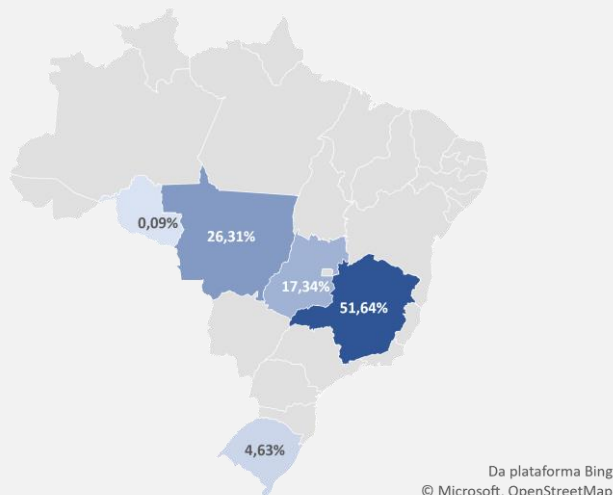 0,09%
26,31%
17,34%
51,64%
4,63%
Da plataforma Bing
© Microsoft, OpenStreetMap